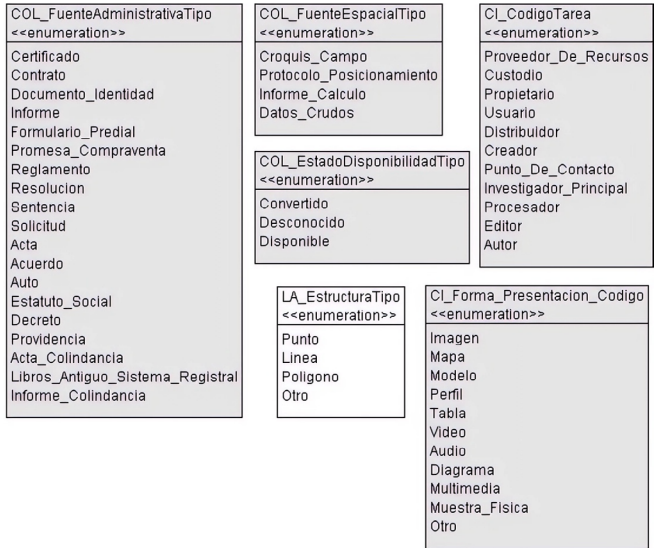 COL_FuenteAdministrativaTipo
<<enumeration>>
Certificado
Contrato
Documento_Identidad
Informe
Formulario_Predial
Promesa_Compraventa
Reglamento
Resolucion
Sentencia
Solicitud
Acta
Acuerdo
Auto
Estatuto_Social
Decreto
Providencia
Acta_Colindancia
Libros_Antiguo_Sistema_Registral
Informe_Colindancia
COL_FuenteEspacialTipo
<<enumeration>>
Croquis_Campo
Protocolo_Posicionamiento
Informe_Calculo
Datos_Crudos
COL_EstadoDisponibilidadTipo
<<enumeration>>
Convertido
Desconocido
Disponible
LA_EstructuraTipo
<<enumeration>>
Punto
Linea
Poligono
Otro
CI_CodigoTarea
<<enumeration>>
Proveedor_De_Recursos
Custodio
Propietario
Usuario
Distribuidor
Creador
Punto_De_Contacto
Investigador_Principal
Procesador
Editor
Autor
CI_Forma_Presentacion_Codigo
<<enumeration>>
Imagen
Mapa
Modelo
Perfil
Tabla
Video
Audio
Diagrama
Multimedia
Muestra_Fisica
Otro